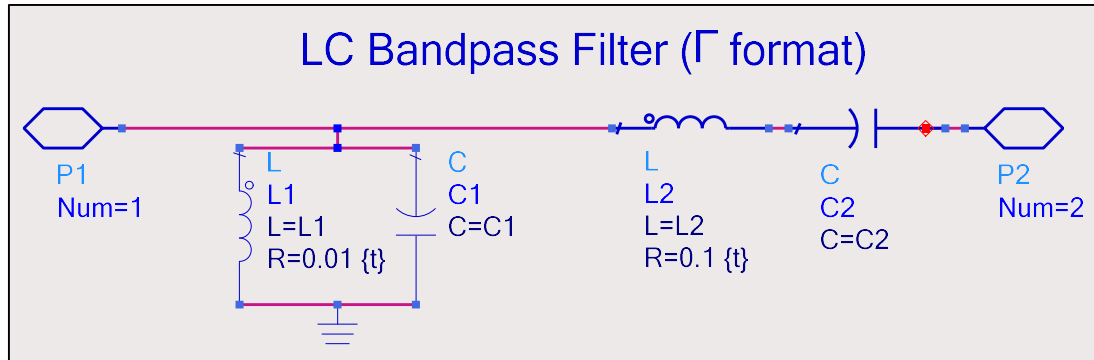 LC Bandpass Filter (Γ format)
P1
Num=1
L
L1
L=L1
R=0.01 {t}
C
C1
C=C1
L
L2
L=L2
R=0.1 {t}
C
C2
C=C2
P2
Num=2